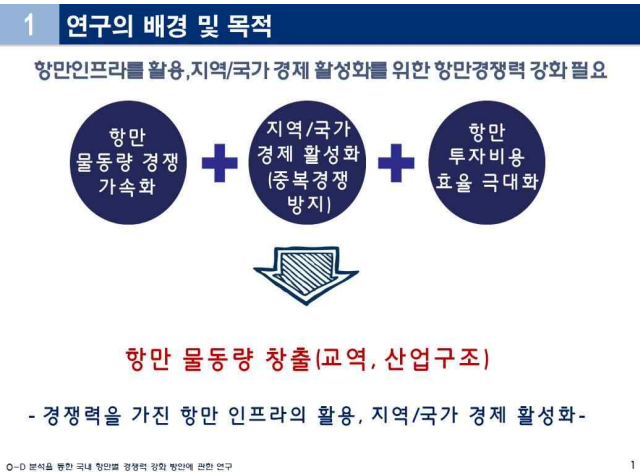 1 연구의 배경 및 목적
항만인프라를 활용,지역/국가 경제 활성화를 위한 항만경쟁력 강화 필요
항만
물동량 경쟁
가속화
지역/국가
경제 활성화
(중복경쟁
방지)
항만
투자비용
효율 극대화
항만 물동량 창출(교역, 산업구조)
- 경쟁력을 가진 항만 인프라의 활용, 지역/국가 경제 활성화-
O-D 분석을 통한 국내 항만별 경쟁력 강화 방안에 관한 연구
1